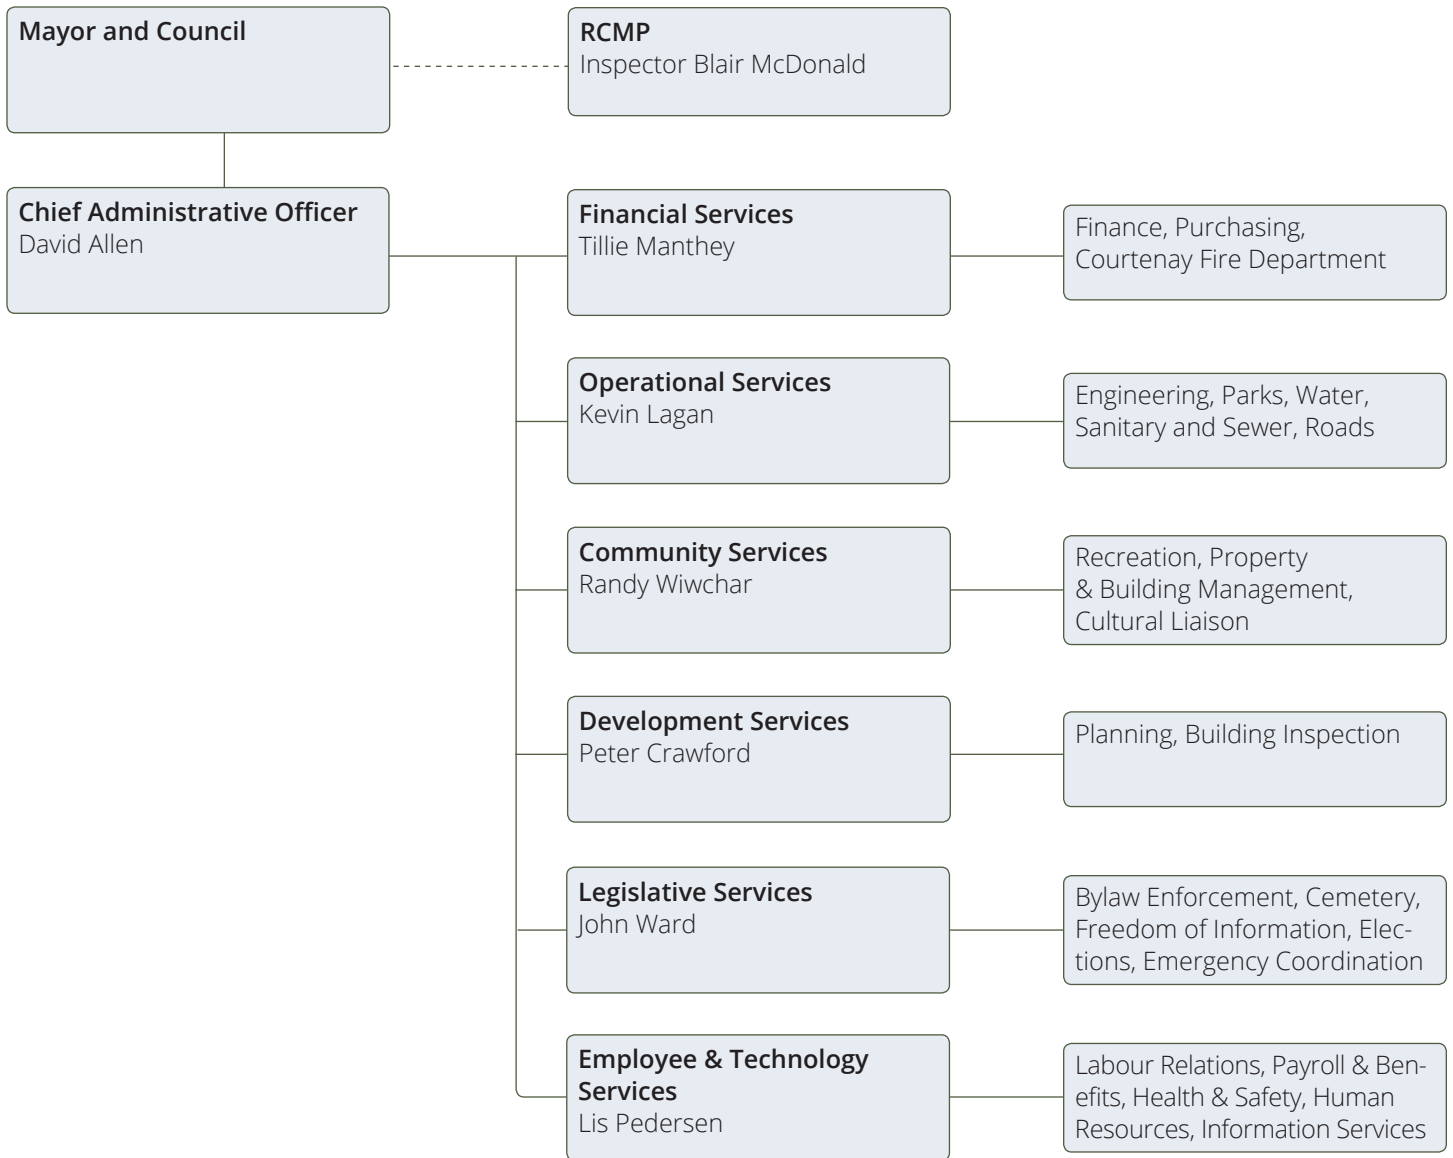 Mayor and Council
RCMP
Inspector Blair McDonald
Chief Administrative Officer
David Allen
Financial Services
Tillie Manthey
Finance, Purchasing,
Courtenay Fire Department
Operational Services
Kevin Lagan
Engineering, Parks, Water,
Sanitary and Sewer, Roads
Community Services
Randy Wiwchar
Recreation, Property
& Building Management,
Cultural Liaison
Development Services
Peter Crawford
Planning, Building Inspection
Legislative Services
John Ward
Bylaw Enforcement, Cemetery,
Freedom of Information, Elec-
tions, Emergency Coordination
Employee & Technology
Services
Lis Pedersen
Labour Relations, Payroll & Ben-
efits, Health & Safety, Human
Resources, Information Services